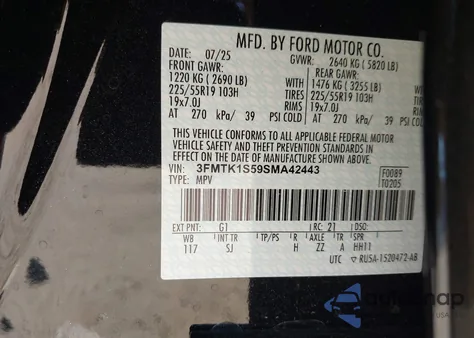 MFD. BY FORD MOTOR CO.
DATE: 07/25 GVWR: 2640 KG ( 5820 LB)
FRONT GAWR: REAR GAWR:
1220 KG ( 2690 LB) WITH 1476 KG ( 3255 LB) WITH
225/55R19 103H TIRES 225/55R19 103H TIRES
19x7.0J RIMS 19x7.0J RIMS
AT 270 kPa/ 39 PSI COLD AT 270 kPa/ 39 PSI COLD
THIS VEHICLE CONFORMS TO ALL APPLICABLE FEDERAL MOTOR
VEHICLE SAFETY AND THEFT PREVENTION STANDARDS IN
EFFECT ON THE DATE OF MANUFACTURE SHOWN ABOVE.
VIN: 3FMTK1S59SMA42443 F0089
TYPE: MPV T0205
EXT PNT: G1 RC: 21 DSO:
WB INT TR TP/PS R AXLE TR SPR
117 SJ H ZZ A HH11
UTC RU5A-1520472-AB